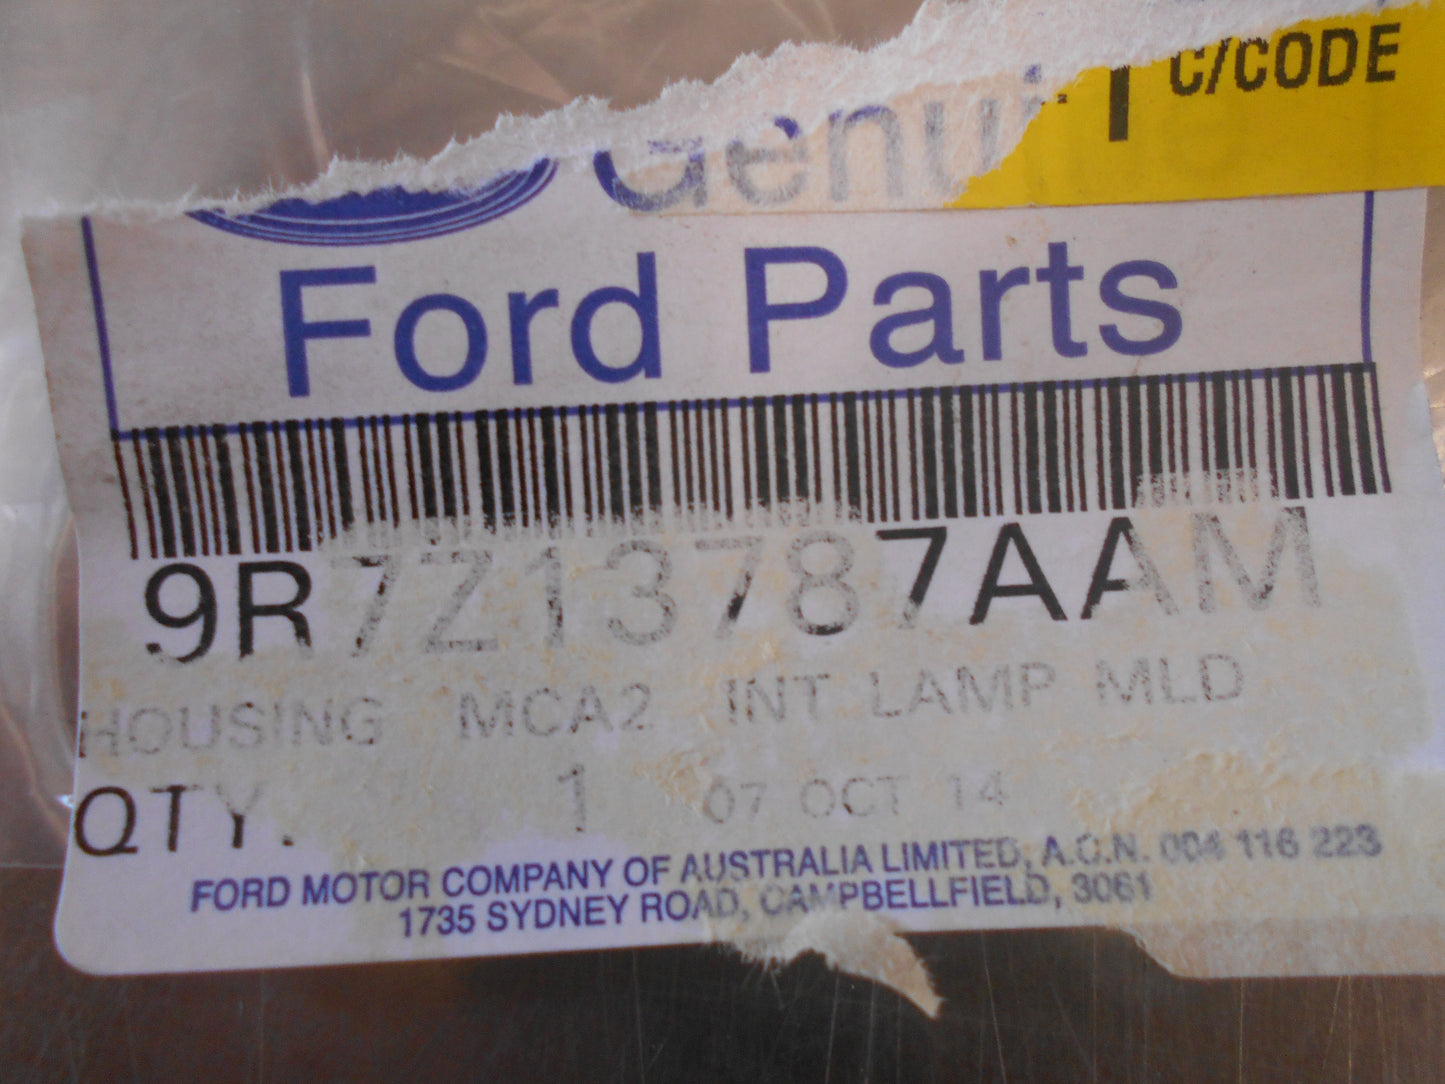 C/CODE
Genui
Ford Parts
9R7Z13787AAM
HOUSING MCA2 INT LAMP MLD
QTY. 1 07 OCT 14
FORD MOTOR COMPANY OF AUSTRALIA LIMITED, A.C.N. 004 116 223
1735 SYDNEY ROAD, CAMPBELLFIELD, 3061